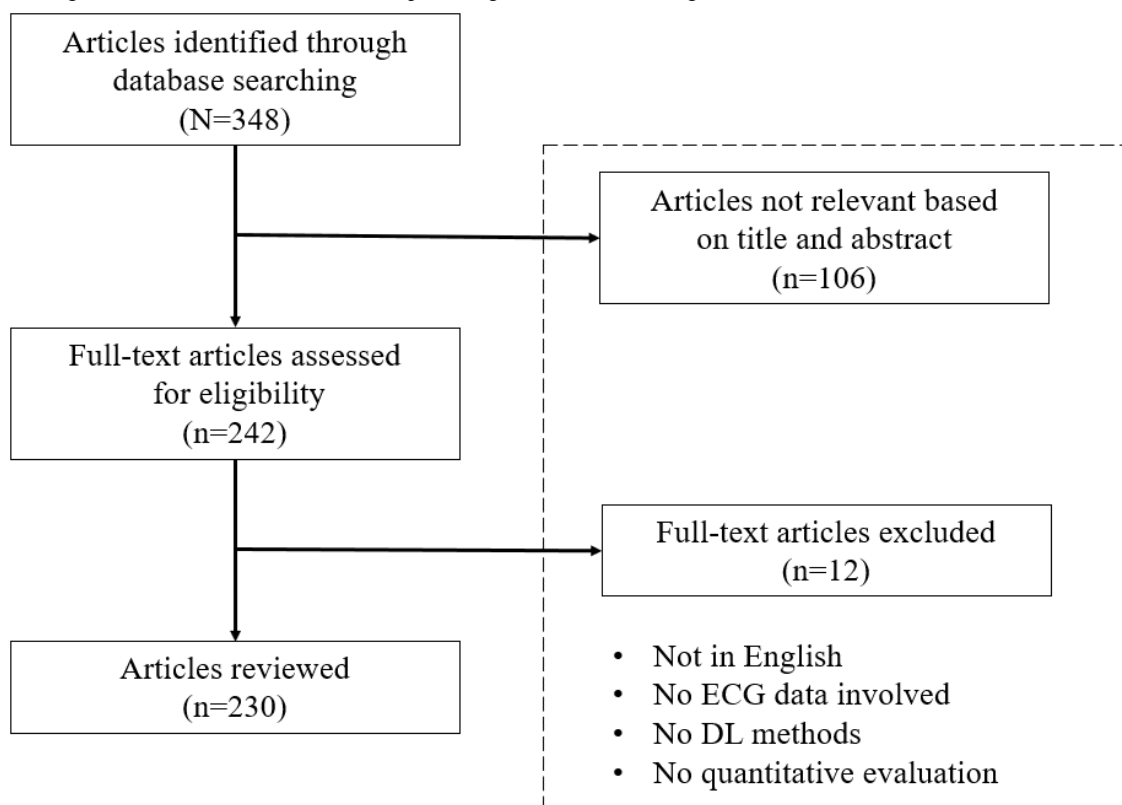 Articles identified through
database searching
(N=348)
Articles not relevant based
on title and abstract
(n=106)
Full-text articles assessed
for eligibility
(n=242)
Full-text articles excluded
(n=12)
Articles reviewed
(n=230)
• Not in English
• No ECG data involved
• No DL methods
• No quantitative evaluation